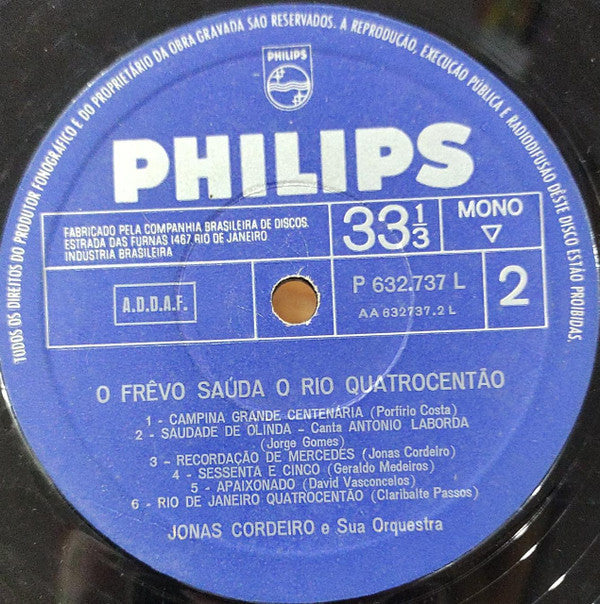 TODOS OS DIREITOS DO PRODUTOR FONOGRÁFICO E DO PROPRIETÁRIO DA OBRA GRAVADA SÃO RESERVADOS. A REPRODUÇÃO, EXECUÇÃO PÚBLICA E RADIODIFUSÃO DÊSTE DISCO ESTÃO PROIBIDAS.
PHILIPS
PHILIPS
FABRICADO PELA COMPANHIA BRASILEIRA DE DISCOS.
ESTRADA DAS FURNAS 1467 RIO DE JANEIRO
INDÚSTRIA BRASILEIRA
33 1/3
MONO
A.D.D.A.F.
P 632.737 L
AA 632737.2 L
2
O FRÊVO SAÚDA O RIO QUATROCENTÃO
1 - CAMPINA GRANDE CENTENÁRIA (Porfirio Costa)
2 - SAUDADE DE OLINDA - Canta ANTONIO LABORDA
(Jorge Gomes)
3 - RECORDAÇÃO DE MERCEDES (Jonas Cordeiro)
4 - SESSENTA E CINCO (Geraldo Medeiros)
5 - APAIXONADO (David Vasconcelos)
6 - RIO DE JANEIRO QUATROCENTÃO (Claribalte Passos)
JONAS CORDEIRO e Sua Orquestra